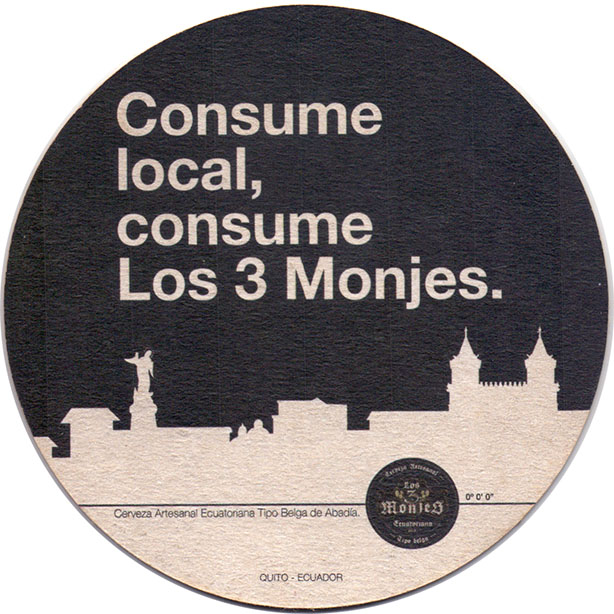 Consume
local,
consume
Los 3 Monjes.
Cerveza Artesanal
Los
3
Monjes
Ecuatoriana
Tipo belga
0º 0' 0"
Cerveza Artesanal Ecuatoriana Tipo Belga de Abadía.
QUITO - ECUADOR